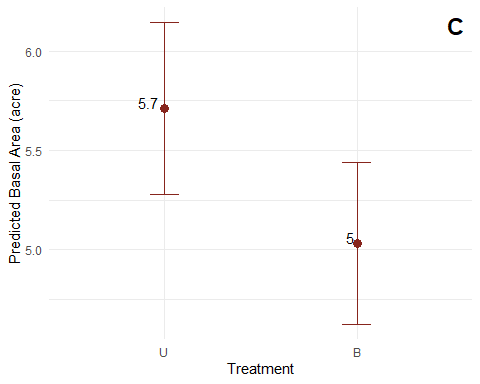 C
6.0
5.5
5.0
Predicted Basal Area (acre)
5.7
5
U B
Treatment